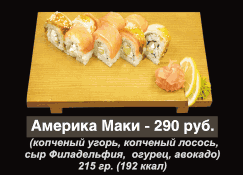 Америка Маки - 290 руб.
(копченый угорь, копченый лосось,
сыр Филадельфия, огурец, авокадо)
215 гр. (192 ккал)